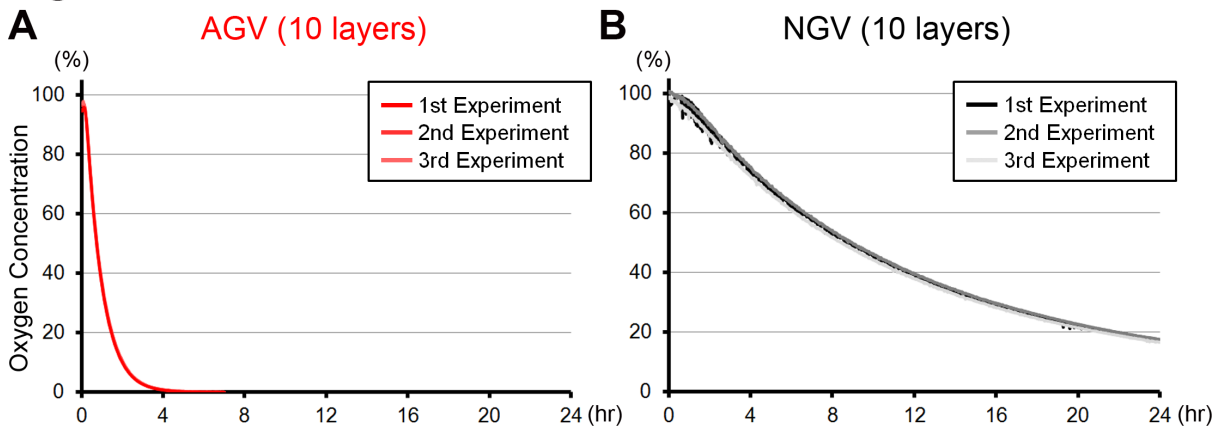 A
AGV (10 layers)
(%)
Oxygen Concentration
100
80
60
40
20
0
0 4 8 12 16 20 24 (hr)
1st Experiment
2nd Experiment
3rd Experiment
B
NGV (10 layers)
(%)
100
80
60
40
20
0
0 4 8 12 16 20 24 (hr)
1st Experiment
2nd Experiment
3rd Experiment